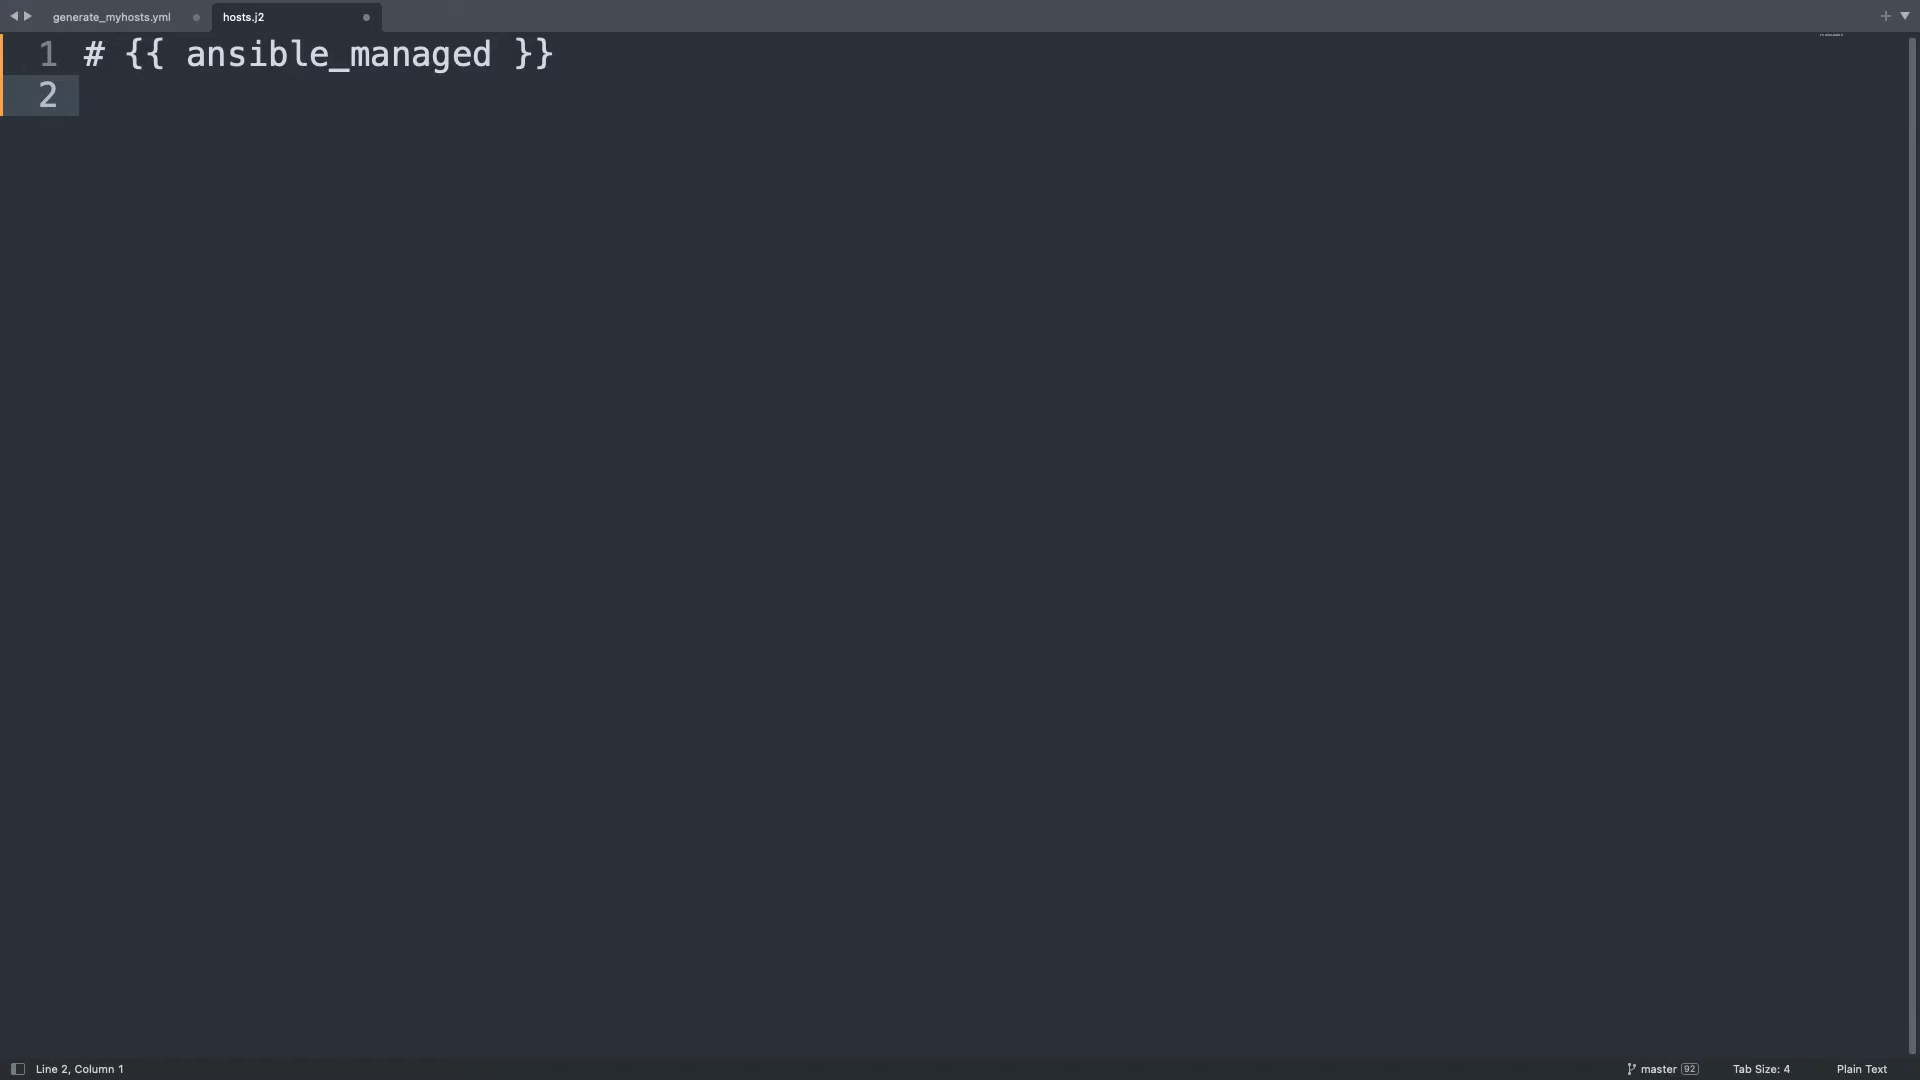 generate_myhosts.yml
hosts.j2
1 # {{ ansible_managed }}
2
Line 2, Column 1
master 92
Tab Size: 4
Plain Text